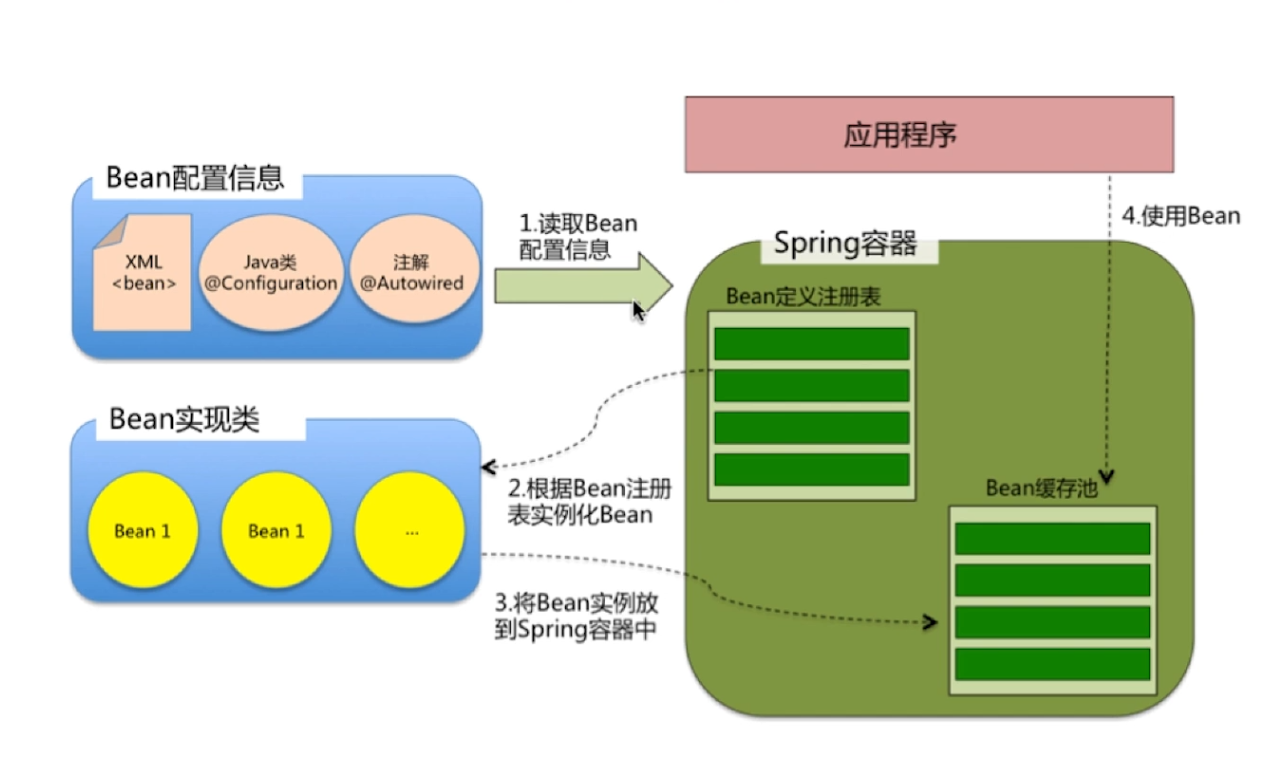 应用程序
Bean配置信息
XML
<bean>
Java类
@Configuration
注解
@Autowired
1.读取Bean
配置信息
4.使用Bean
Spring容器
Bean定义注册表
Bean实现类
Bean 1
Bean 1
...
2.根据Bean注册
表实例化Bean
Bean缓存池
3.将Bean实例放
到Spring容器中